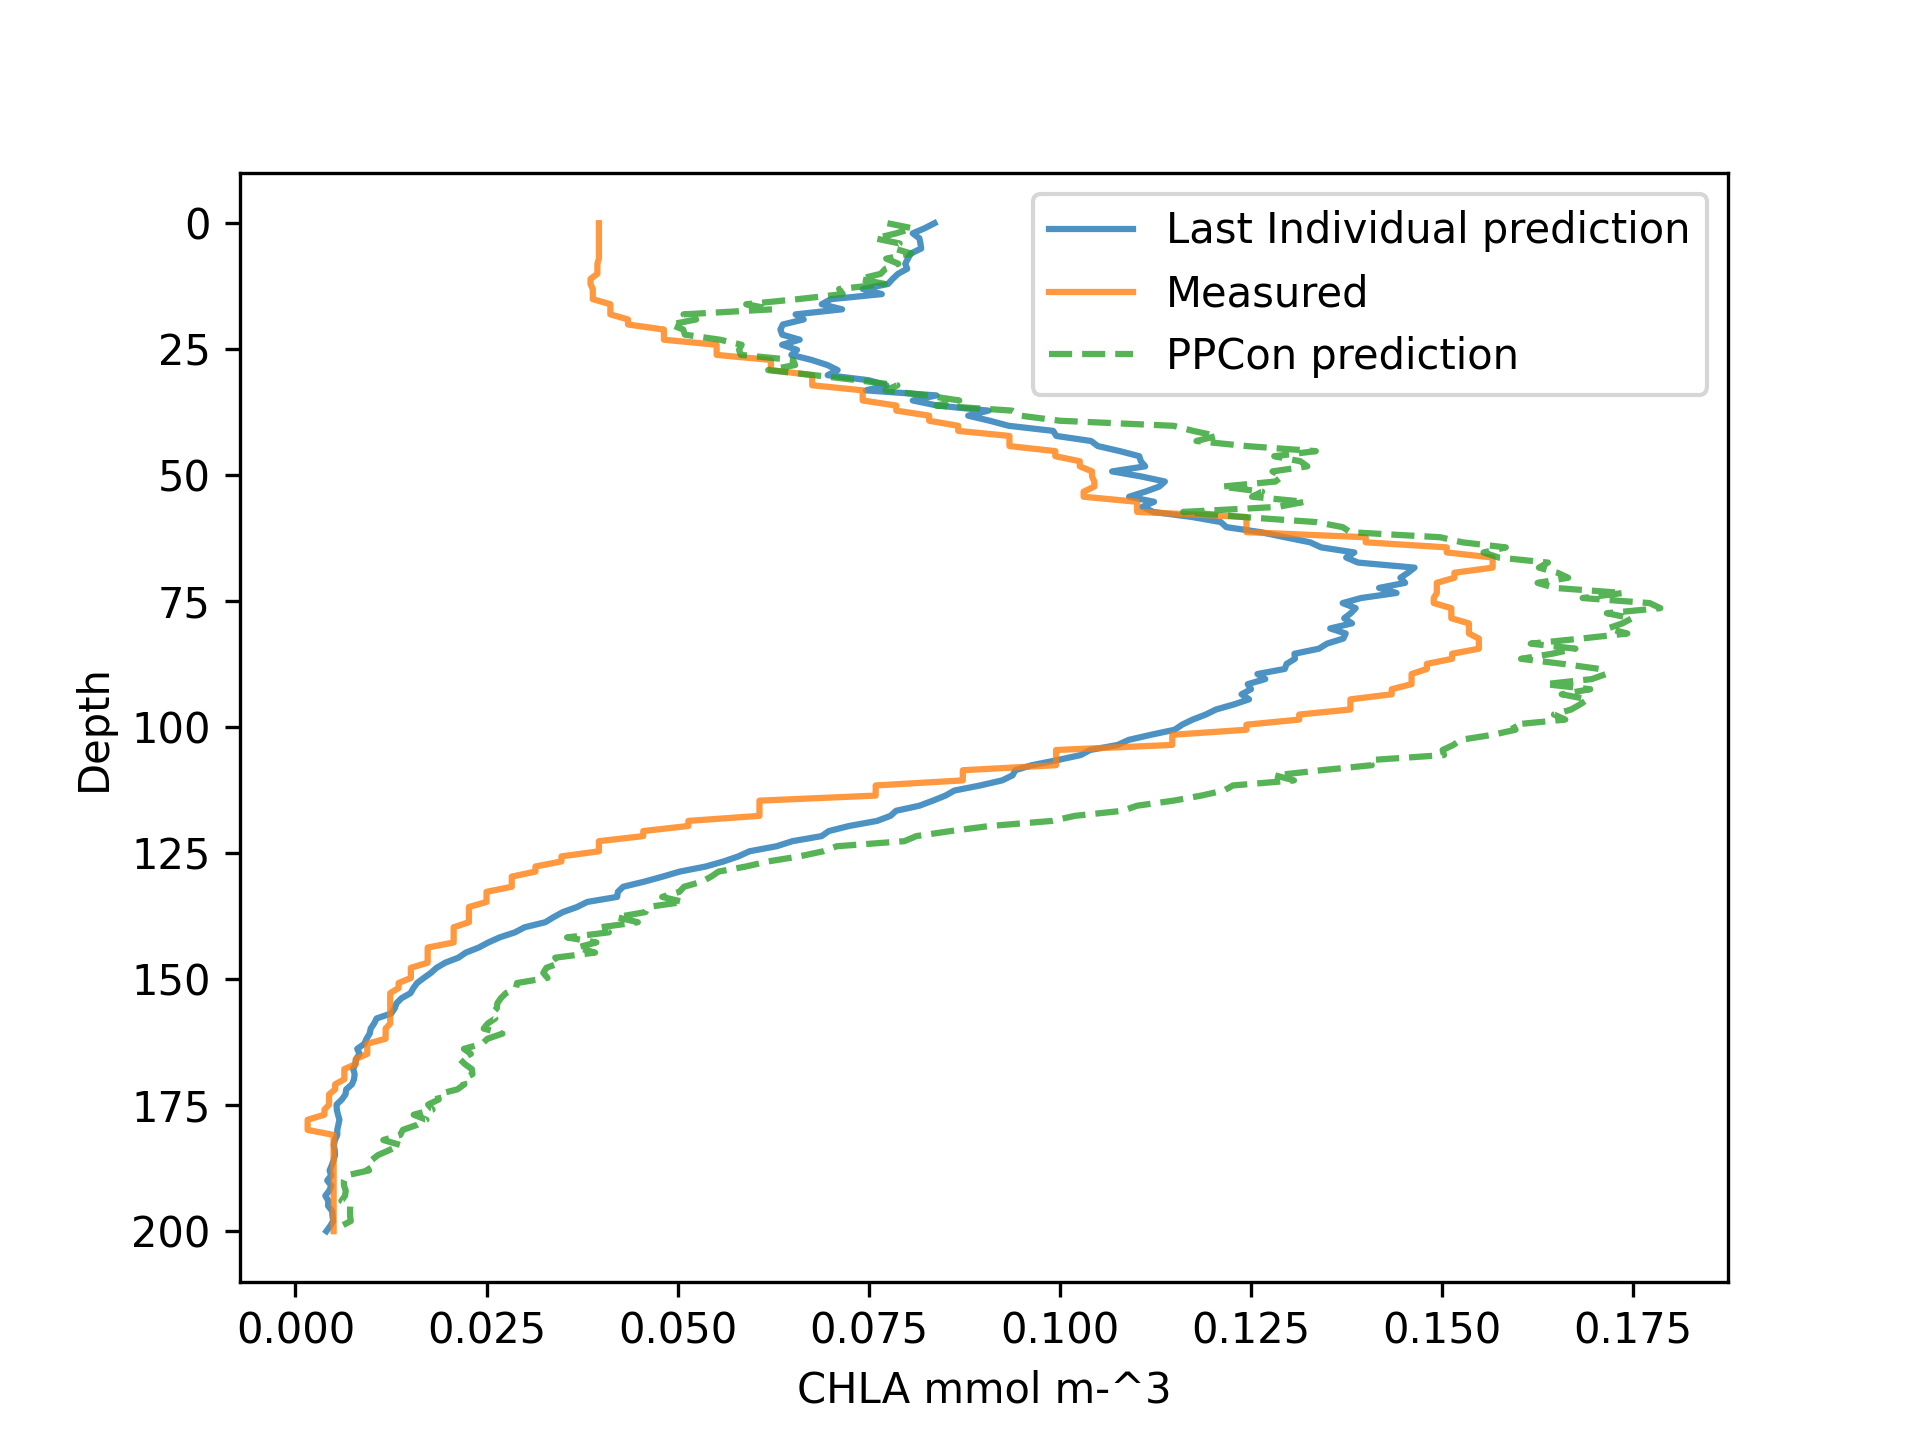 Last Individual prediction
Measured
PPCon prediction
0
25
50
75
100
125
150
175
200
Depth
0.000 0.025 0.050 0.075 0.100 0.125 0.150 0.175
CHLA mmol m-^3